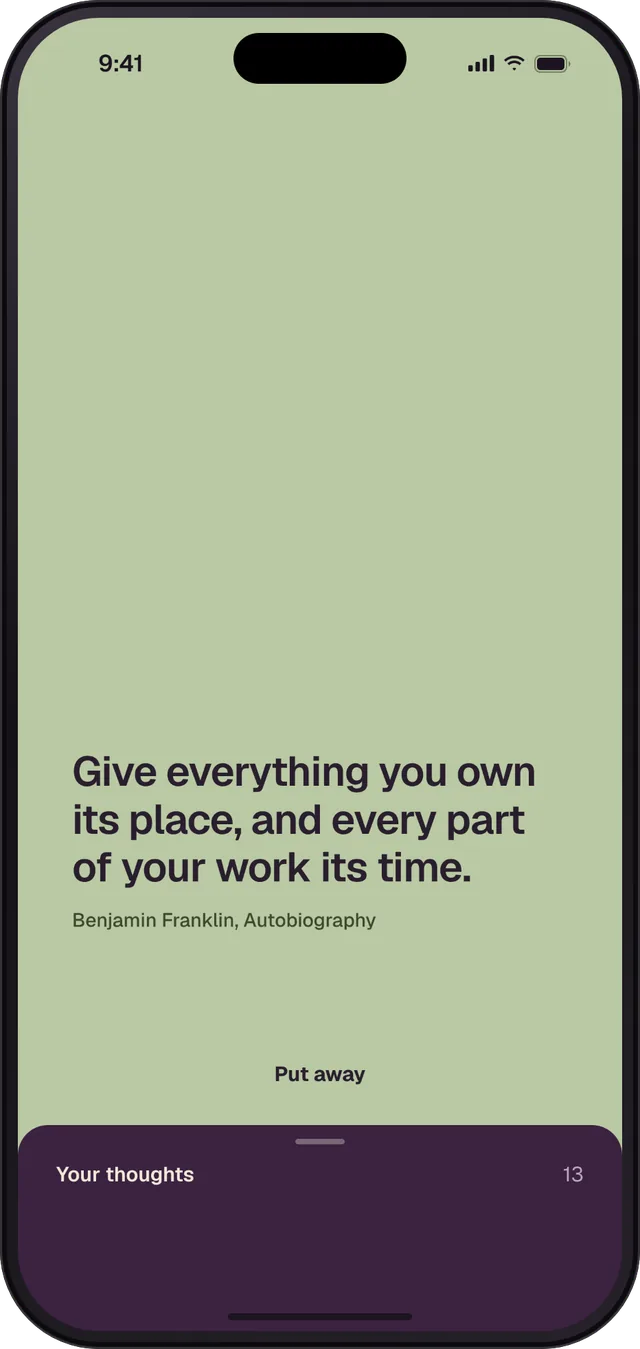 9:41
Give everything you own
its place, and every part
of your work its time.
Benjamin Franklin, Autobiography
Put away
Your thoughts
13